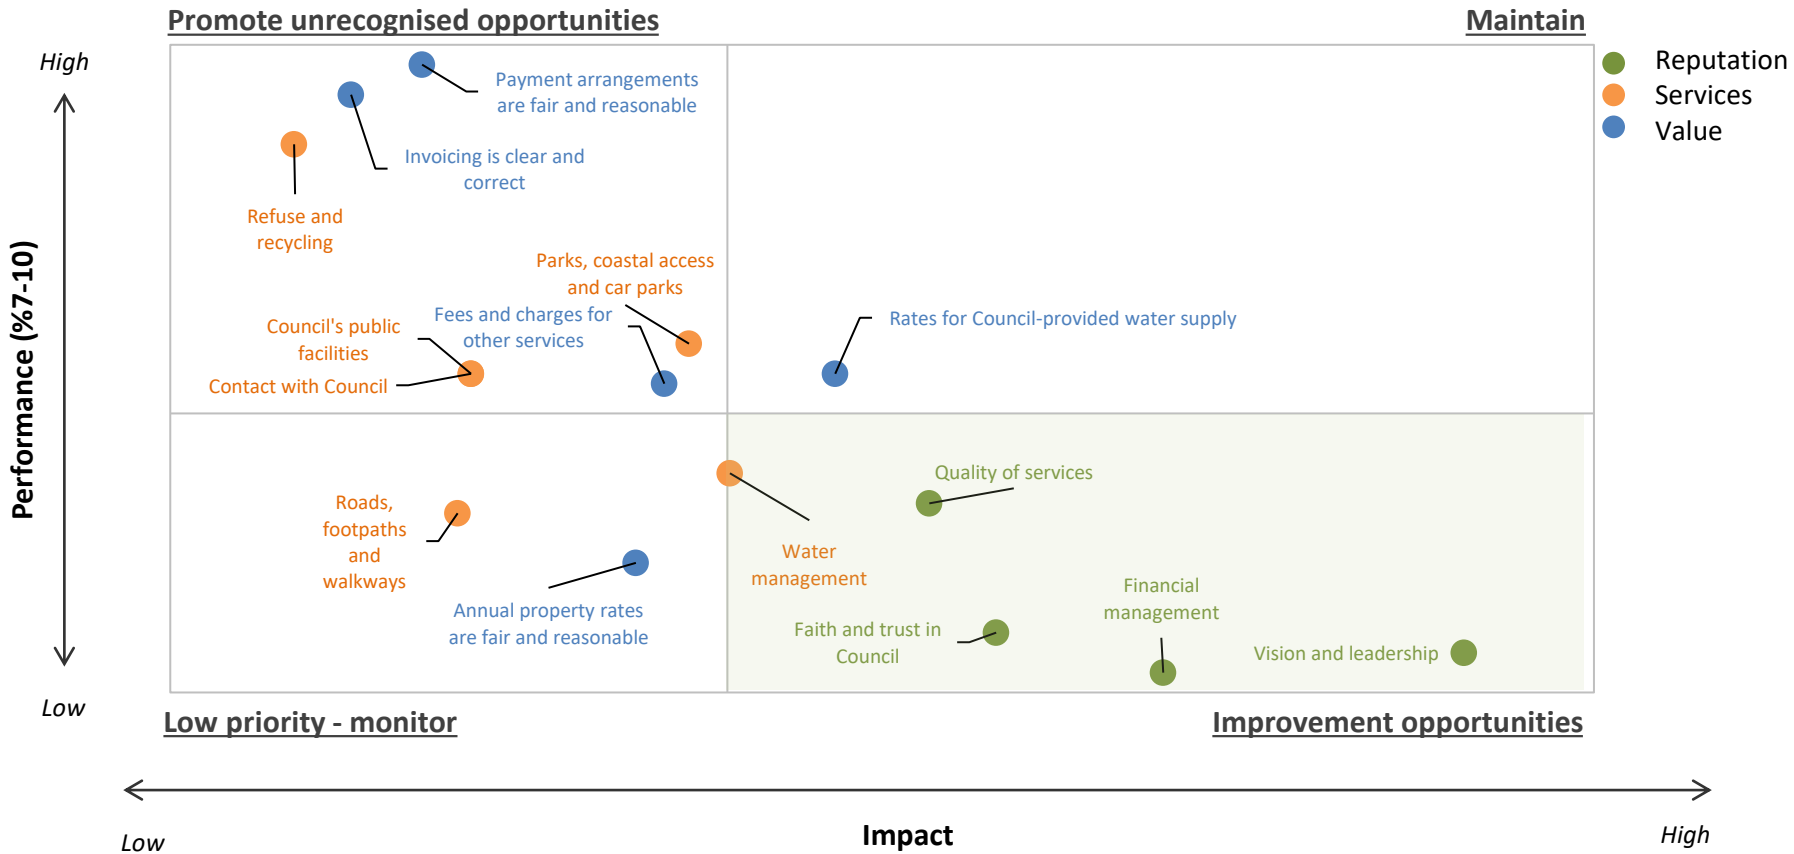 Promote unrecognised opportunities
Maintain
High
Reputation
Services
Value
Payment arrangements
are fair and reasonable
Invoicing is clear and
correct
Refuse and
recycling
Parks, coastal access
and car parks
Fees and charges for
other services
Council's public
facilities
Contact with Council
Rates for Council-provided water supply
Performance (%7-10)
Quality of services
Roads,
footpaths
and
walkways
Water
management
Annual property rates
are fair and reasonable
Financial
management
Faith and trust in
Council
Vision and leadership
Low
Low priority - monitor
Improvement opportunities
Low
Impact
High